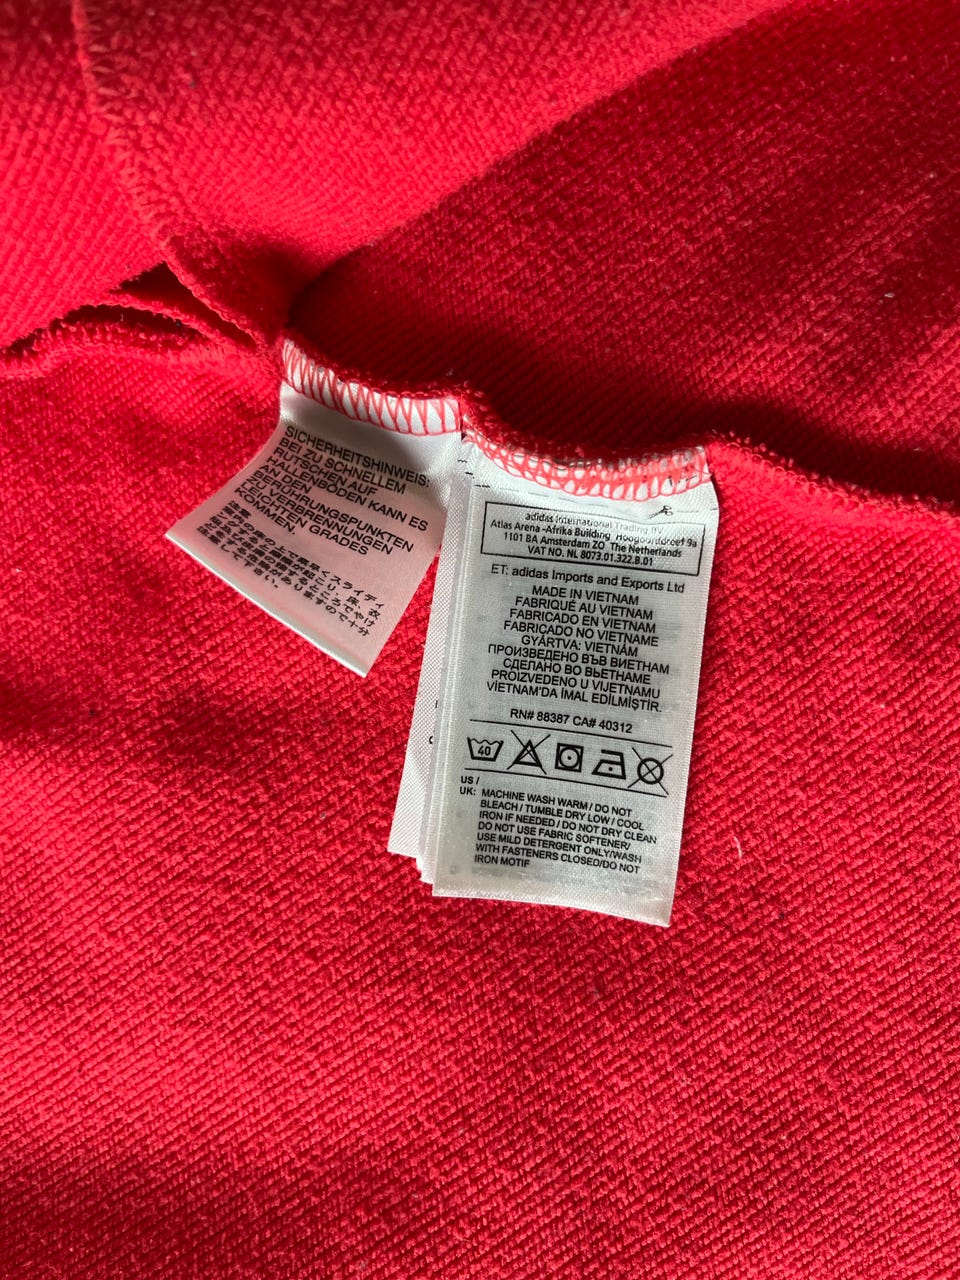 SICHERHEITSHINWEIS:
BEI ZU SCHNELLEM
RUTSCHEN AUF
HALLENBÖDEN KANN ES
AN DEN
BERÜHRUNGSPUNKTEN
ZU VERBRENNUNGEN
LEICHTEN GRADES
KOMMEN
adidas International Trading BV
Atlas Arena -Afrika Building Hoogoorddreef 9a
1101 BA Amsterdam ZO The Netherlands
VAT NO. NL 8073.01.322.B.01
ET: adidas Imports and Exports Ltd
MADE IN VIETNAM
FABRIQUÉ AU VIETNAM
FABRICADO EN VIETNAM
FABRICADO NO VIETNAME
GYÁRTVA: VIETNÁM
ПРОИЗВЕДЕНО ВЪВ ВИЕТНАМ
СДЕЛАНО ВО ВЬЕТНАМЕ
PROIZVEDENO U VIJETNAMU
VİETNAM'DA İMAL EDİLMİŞTİR.
RN# 88387 CA# 40312
40
US /
UK: MACHINE WASH WARM / DO NOT
BLEACH / TUMBLE DRY LOW / COOL
IRON IF NEEDED / DO NOT DRY CLEAN
DO NOT USE FABRIC SOFTENER/
USE MILD DETERGENT ONLY/WASH
WITH FASTENERS CLOSED/DO NOT
IRON MOTIF